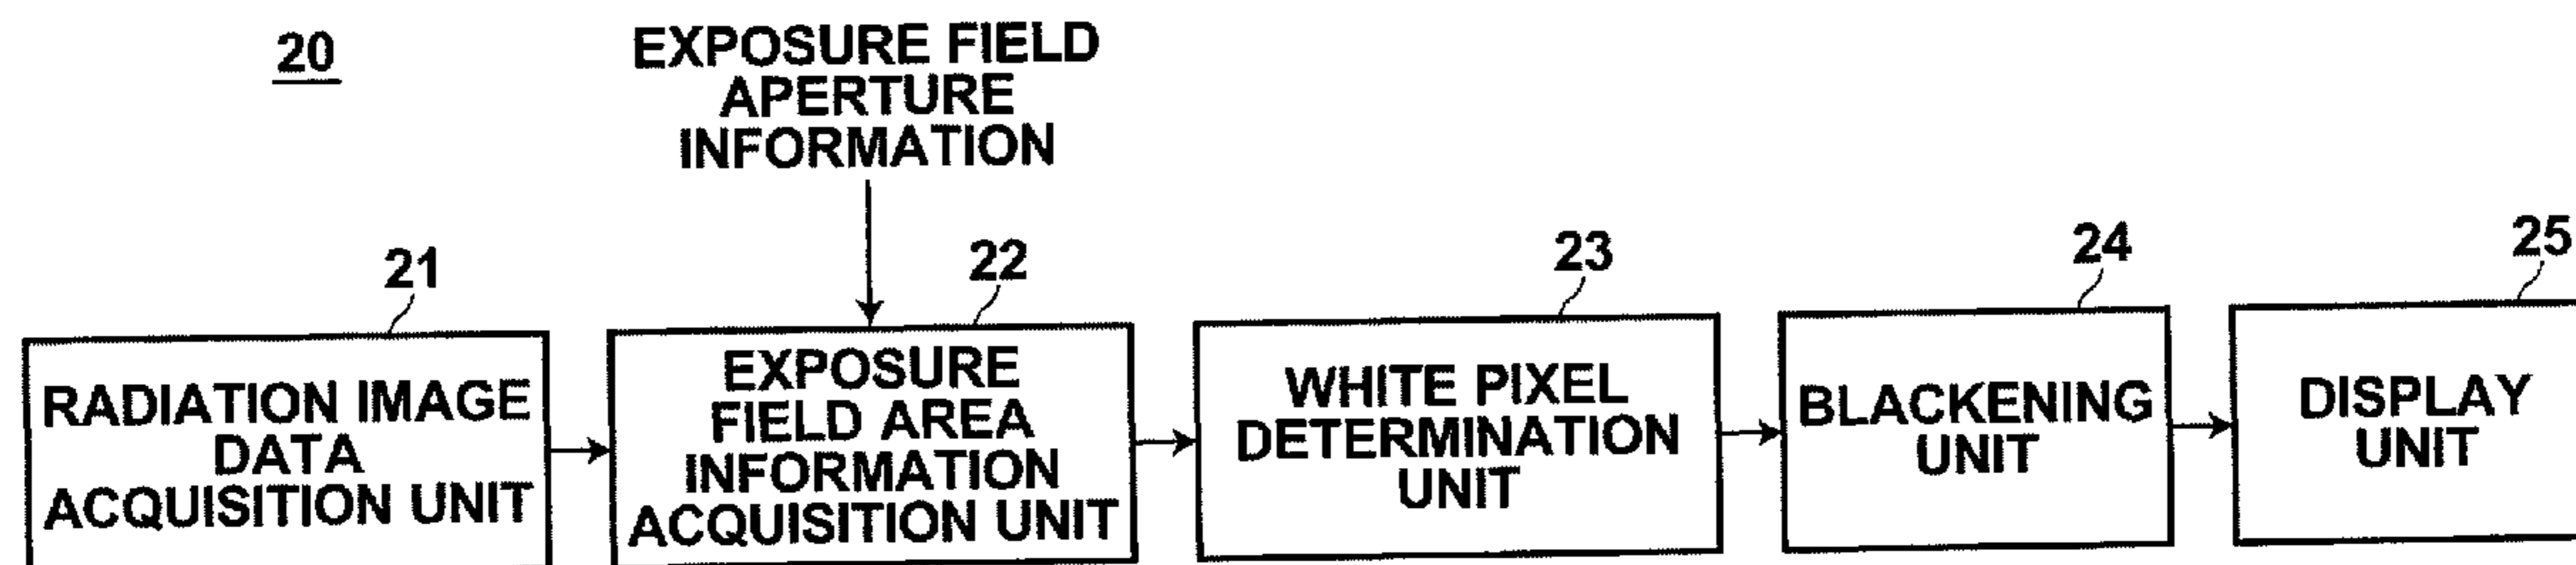 20
EXPOSURE FIELD
APERTURE
INFORMATION
21
22
23
24
25
RADIATION IMAGE
DATA
ACQUISITION UNIT
EXPOSURE
FIELD AREA
INFORMATION
ACQUISITION UNIT
WHITE PIXEL
DETERMINATION
UNIT
BLACKENING
UNIT
DISPLAY
UNIT